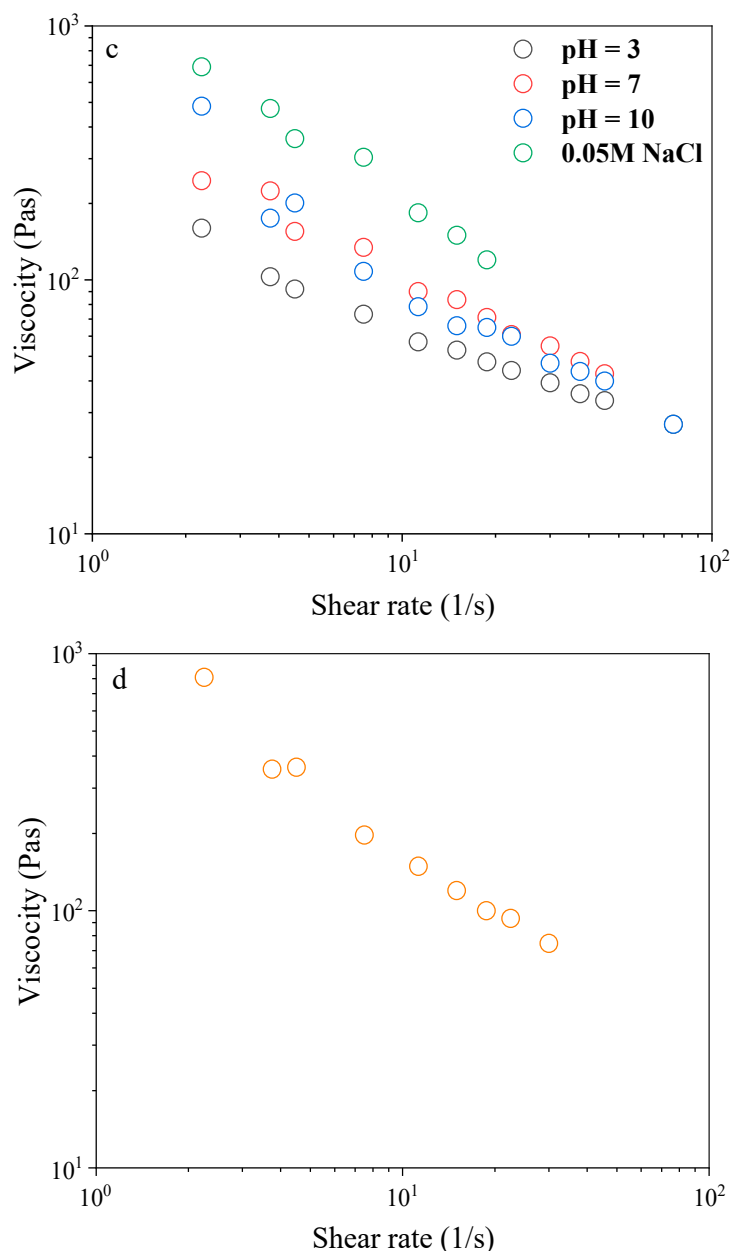 c
pH = 3
pH = 7
pH = 10
0.05M NaCl
10³
10²
10¹
Viscocity (Pas)
10⁰
10¹
10²
Shear rate (1/s)
d
10³
10²
10¹
Viscocity (Pas)
10⁰
10¹
10²
Shear rate (1/s)